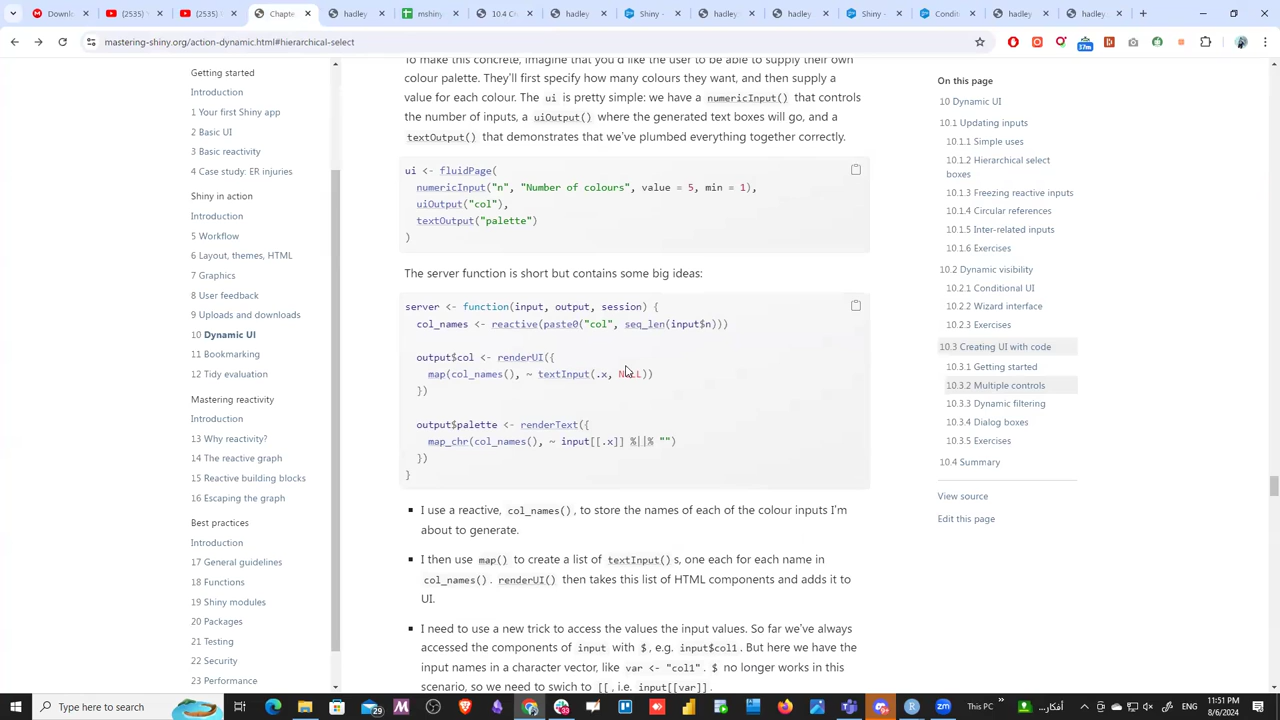 Downl
(2535)
(2535)
Chapte
hadley
(###)
10.4 C
hadley
hadley
Shiny
hadley
Shiny
Condi
hadley
mastering-shiny.org/action-dynamic.html#hierarchical-select
37m
Getting started
Introduction
1 Your first Shiny app
2 Basic UI
3 Basic reactivity
4 Case study: ER injuries
Shiny in action
Introduction
5 Workflow
6 Layout, themes, HTML
7 Graphics
8 User feedback
9 Uploads and downloads
10 Dynamic UI
11 Bookmarking
12 Tidy evaluation
Mastering reactivity
Introduction
13 Why reactivity?
14 The reactive graph
15 Reactive building blocks
16 Escaping the graph
Best practices
Introduction
17 General guidelines
18 Functions
19 Shiny modules
20 Packages
21 Testing
22 Security
23 Performance
To make this concrete, imagine that you'd like the user to be able to supply their own
colour palette. They'll first specify how many colours they want, and then supply a
value for each colour. The ui is pretty simple: we have a numericInput() that controls
the number of inputs, a uiOutput() where the generated text boxes will go, and a
textOutput() that demonstrates that we've plumbed everything together correctly.
ui <- fluidPage(
numericInput("n", "Number of colours", value = 5, min = 1),
uiOutput("col"),
textOutput("palette")
)
The server function is short but contains some big ideas:
server <- function(input, output, session) {
col_names <- reactive(paste0("col", seq_len(input$n)))
output$col <- renderUI({
map(col_names(), ~ textInput(.x, NULL))
})
output$palette <- renderText({
map_chr(col_names(), ~ input[[.x]] %||% "")
})
}
▪ I use a reactive, col_names(), to store the names of each of the colour inputs I'm
about to generate.
▪ I then use map() to create a list of textInput()s, one each for each name in
col_names(). renderUI() then takes this list of HTML components and adds it to
UI.
▪ I need to use a new trick to access the values the input values. So far we've always
accessed the components of input with $, e.g. input$col1. But here we have the
input names in a character vector, like var <- "col1". $ no longer works in this
scenario, so we need to swich to [[, i.e. input[[var]].
On this page
10 Dynamic UI
10.1 Updating inputs
10.1.1 Simple uses
10.1.2 Hierarchical select
boxes
10.1.3 Freezing reactive inputs
10.1.4 Circular references
10.1.5 Inter-related inputs
10.1.6 Exercises
10.2 Dynamic visibility
10.2.1 Conditional UI
10.2.2 Wizard interface
10.2.3 Exercises
10.3 Creating UI with code
10.3.1 Getting started
10.3.2 Multiple controls
10.3.3 Dynamic filtering
10.3.4 Dialog boxes
10.3.5 Exercises
10.4 Summary
View source
Edit this page
Type here to search
29
This PC
11:51 PM
8/6/2024